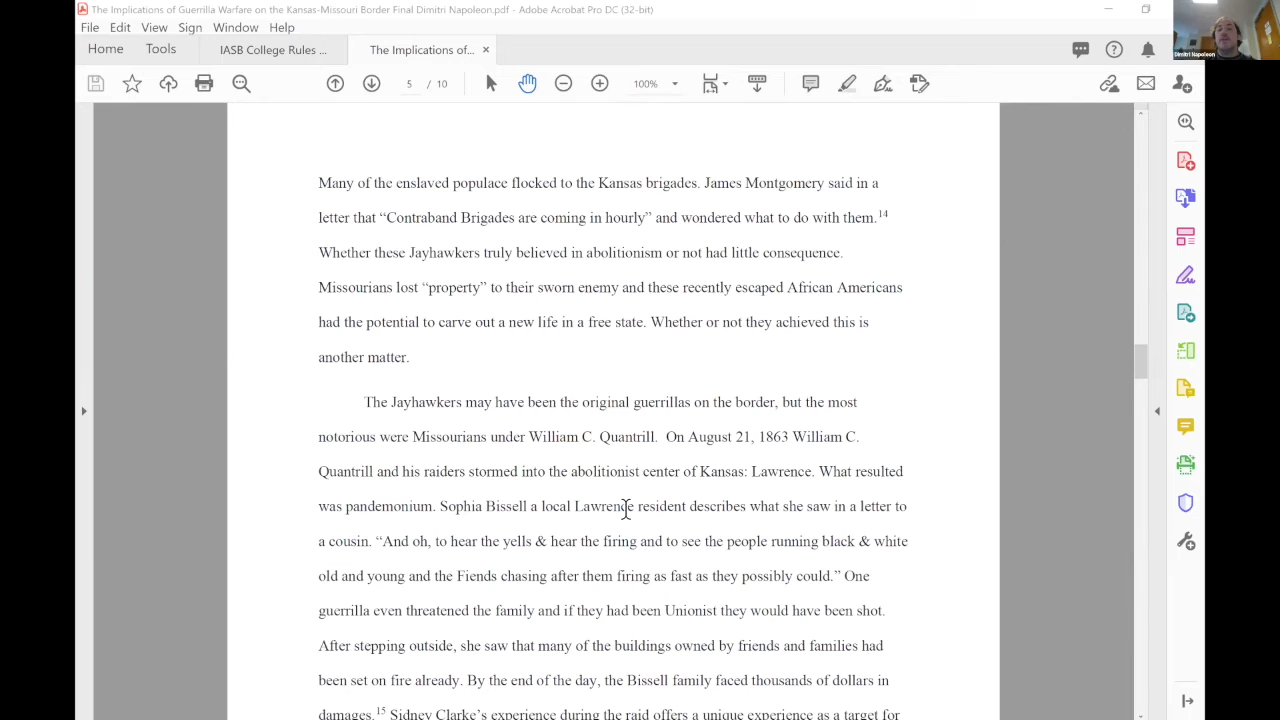 The Implications of Guerrilla Warfare on the Kansas-Missouri Border Final Dimitri Napoleon.pdf - Adobe Acrobat Pro DC (32-bit)
File Edit View Sign Window Help
Home Tools IASB College Rules ... The Implications of... ×
5 / 10 100%
Dimitri Napoleon
Many of the enslaved populace flocked to the Kansas brigades. James Montgomery said in a
letter that “Contraband Brigades are coming in hourly” and wondered what to do with them.14
Whether these Jayhawkers truly believed in abolitionism or not had little consequence.
Missourians lost “property” to their sworn enemy and these recently escaped African Americans
had the potential to carve out a new life in a free state. Whether or not they achieved this is
another matter.
The Jayhawkers may have been the original guerrillas on the border, but the most
notorious were Missourians under William C. Quantrill.  On August 21, 1863 William C.
Quantrill and his raiders stormed into the abolitionist center of Kansas: Lawrence. What resulted
was pandemonium. Sophia Bissell a local Lawrence resident describes what she saw in a letter to
a cousin. “And oh, to hear the yells & hear the firing and to see the people running black & white
old and young and the Fiends chasing after them firing as fast as they possibly could.” One
guerrilla even threatened the family and if they had been Unionist they would have been shot.
After stepping outside, she saw that many of the buildings owned by friends and families had
been set on fire already. By the end of the day, the Bissell family faced thousands of dollars in
damages.15 Sidney Clarke’s experience during the raid offers a unique experience as a target for